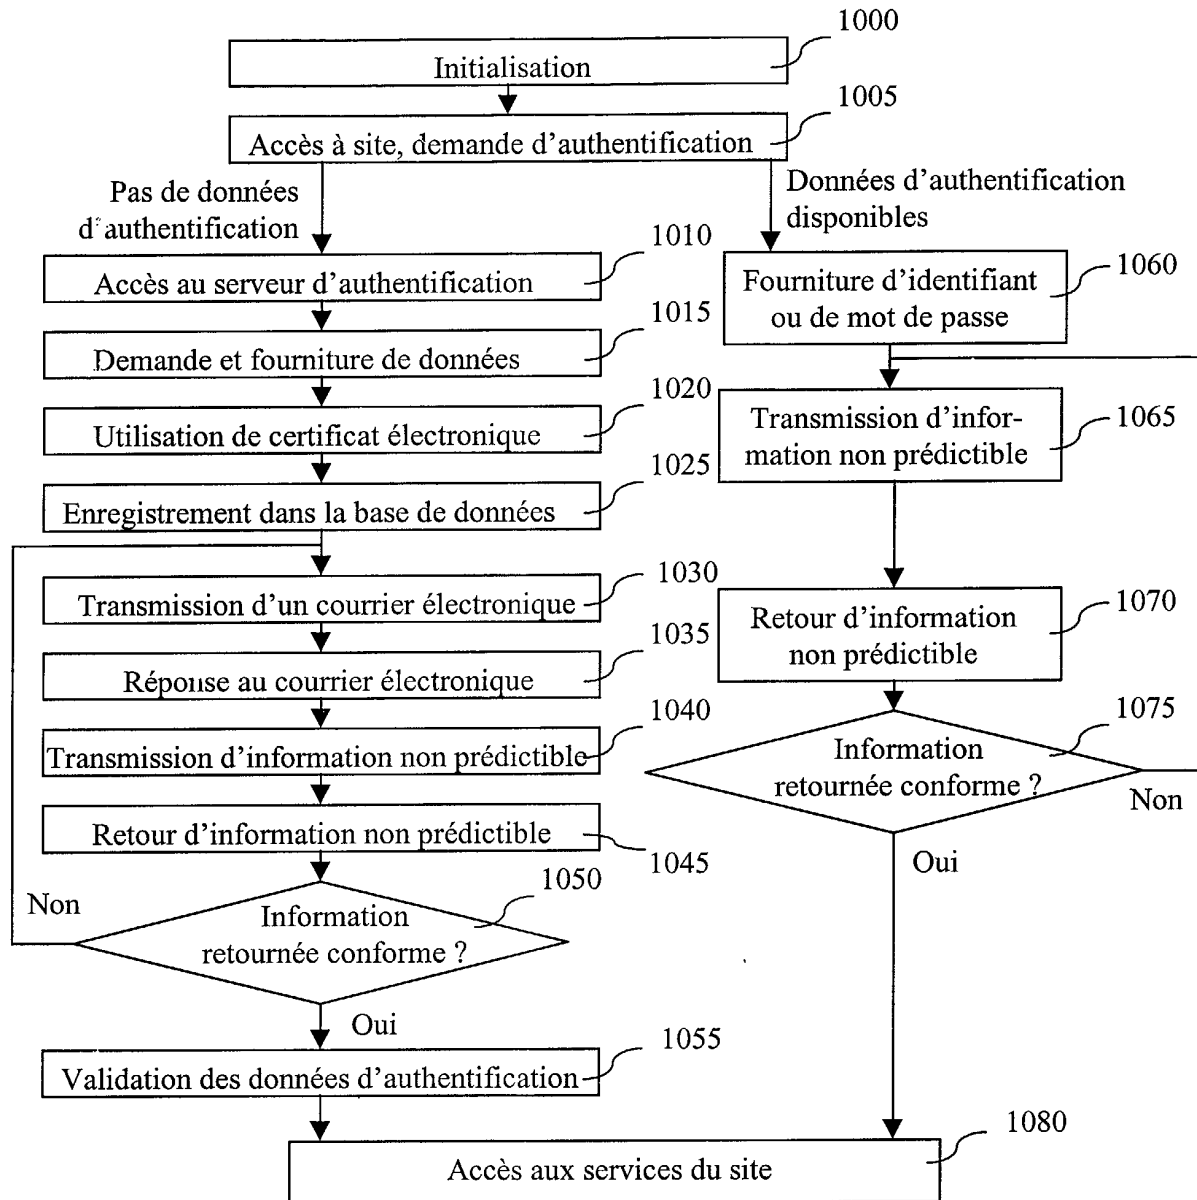 1000
Initialisation
1005
Accès à site, demande d'authentification
Pas de données
d'authentification
Données d'authentification
disponibles
1010
Accès au serveur d'authentification
1060
Fourniture d'identifiant
ou de mot de passe
1015
Demande et fourniture de données
1020
Utilisation de certificat électronique
1065
Transmission d'infor-
mation non prédictible
1025
Enregistrement dans la base de données
1030
Transmission d'un courrier électronique
1070
Retour d'information
non prédictible
1035
Réponse au courrier électronique
1040
Transmission d'information non prédictible
1075
Information
retournée conforme ?
Non
Retour d'information non prédictible
1045
Oui
1050
Non
Information
retournée conforme ?
Oui
1055
Validation des données d'authentification
1080
Accès aux services du site